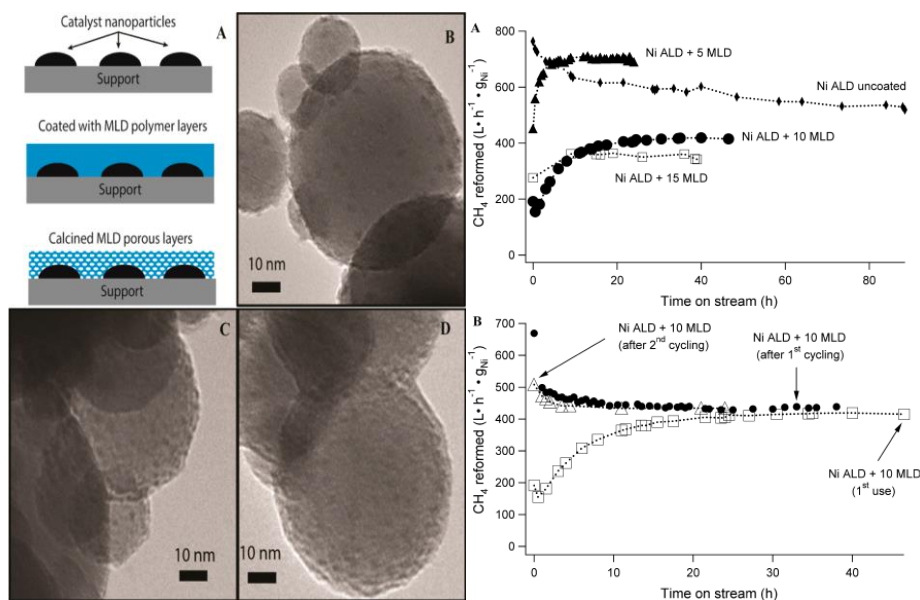 Catalyst nanoparticles
A
Support
Coated with MLD polymer layers
Support
Calcined MLD porous layers
Support
B
10 nm
C
10 nm
D
10 nm
A
CH₄ reformed (L• h⁻¹ • gNi⁻¹)
800
600
400
200
0
Ni ALD + 5 MLD
Ni ALD uncoated
Ni ALD + 10 MLD
Ni ALD + 15 MLD
0
20
40
60
80
Time on stream (h)
B
CH₄ reformed (L• h⁻¹ • gNi⁻¹)
700
600
500
400
300
200
100
0
Ni ALD + 10 MLD
(after 2nd cycling)
Ni ALD + 10 MLD
(after 1st cycling)
Ni ALD + 10 MLD
(1st use)
0
10
20
30
40
Time on stream (h)